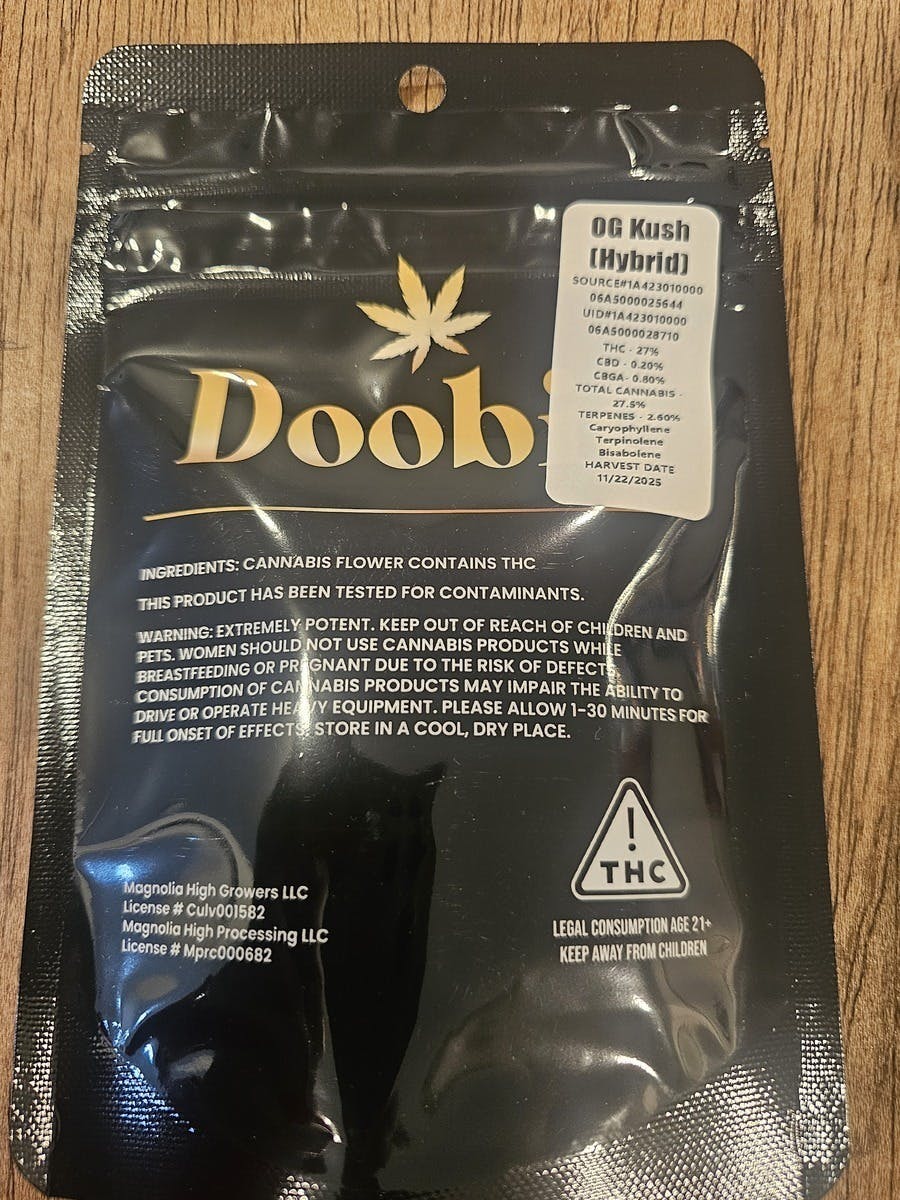 OG Kush
(Hybrid)
SOURCE#1A423010000
06A5000025644
UID#1A423010000
06A5000028710
THC - 27%
CBD - 0.20%
CBGA- 0.80%
TOTAL CANNABIS -
27.5%
TERPENES - 2.60%
Caryophyllene
Terpinolene
Bisabolene
HARVEST DATE
11/22/2025
Doobi
INGREDIENTS: CANNABIS FLOWER CONTAINS THC
THIS PRODUCT HAS BEEN TESTED FOR CONTAMINANTS.
WARNING: EXTREMELY POTENT. KEEP OUT OF REACH OF CHILDREN AND
PETS. WOMEN SHOULD NOT USE CANNABIS PRODUCTS WHILE
BREASTFEEDING OR PREGNANT DUE TO THE RISK OF DEFECTS.
CONSUMPTION OF CANNABIS PRODUCTS MAY IMPAIR THE ABILITY TO
DRIVE OR OPERATE HEAVY EQUIPMENT. PLEASE ALLOW 1-30 MINUTES FOR
FULL ONSET OF EFFECTS. STORE IN A COOL, DRY PLACE.
Magnolia High Growers LLC
License # Culv001582
Magnolia High Processing LLC
License # Mprc000682
!
THC
LEGAL CONSUMPTION AGE 21+
KEEP AWAY FROM CHILDREN